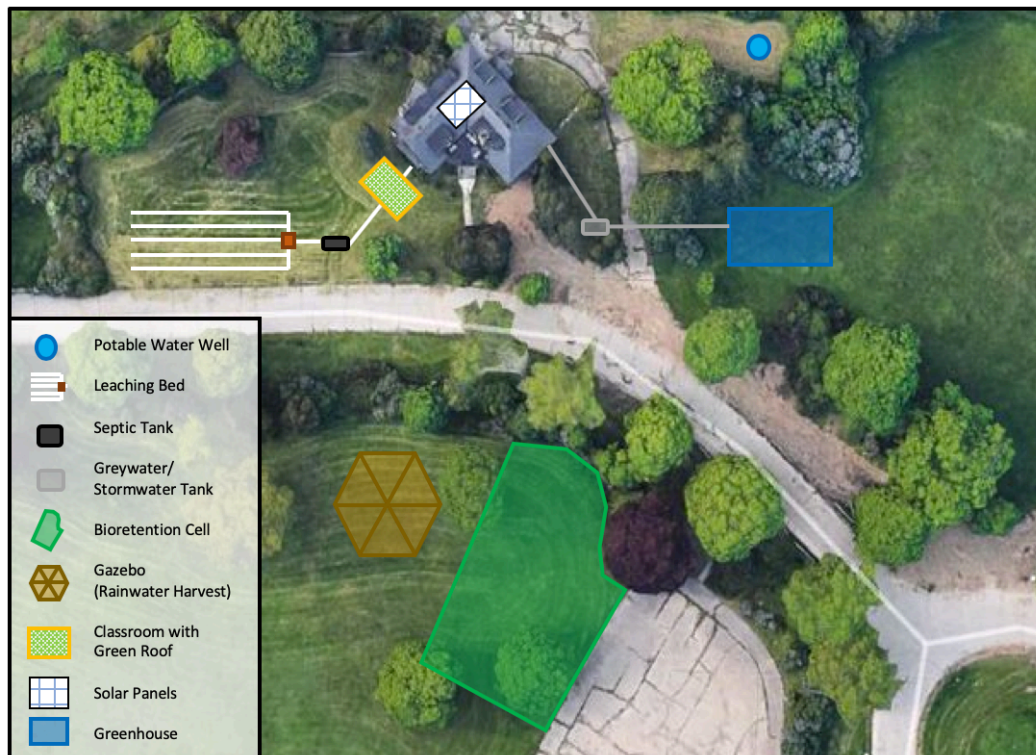 Potable Water Well
Leaching Bed
Septic Tank
Greywater/
Stormwater Tank
Bioretention Cell
Gazebo
(Rainwater Harvest)
Classroom with
Green Roof
Solar Panels
Greenhouse